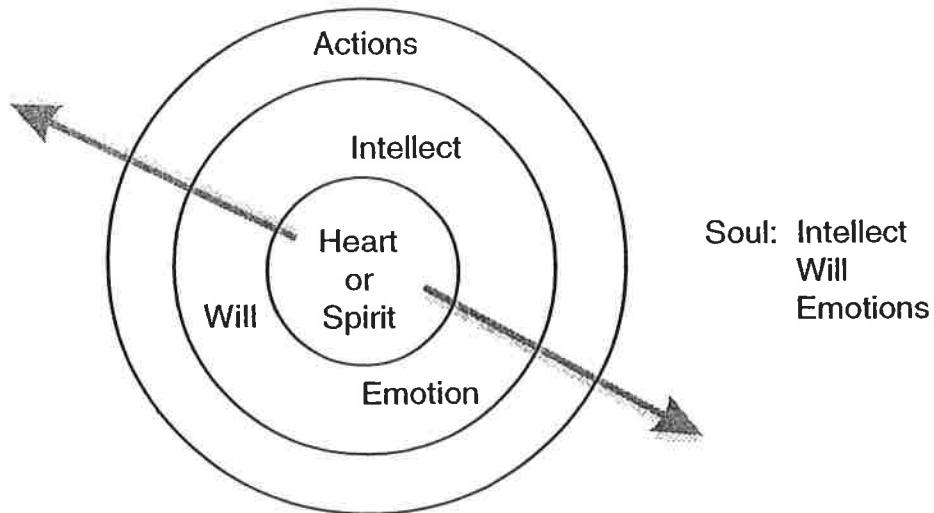 Actions
Intellect
Heart
or
Spirit
Will
Emotion
Soul: Intellect
Will
Emotions